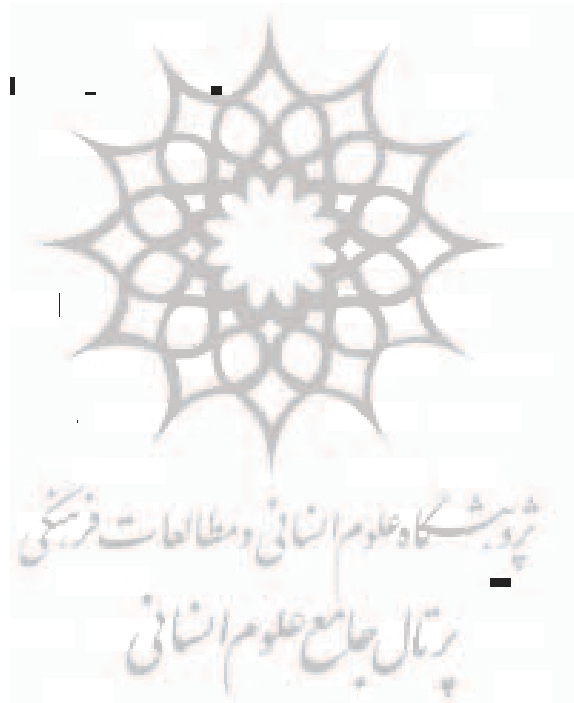 پژوهشگاه علوم انسانی و مطالعات فرهنگی
پرتال جامع علوم انسانی